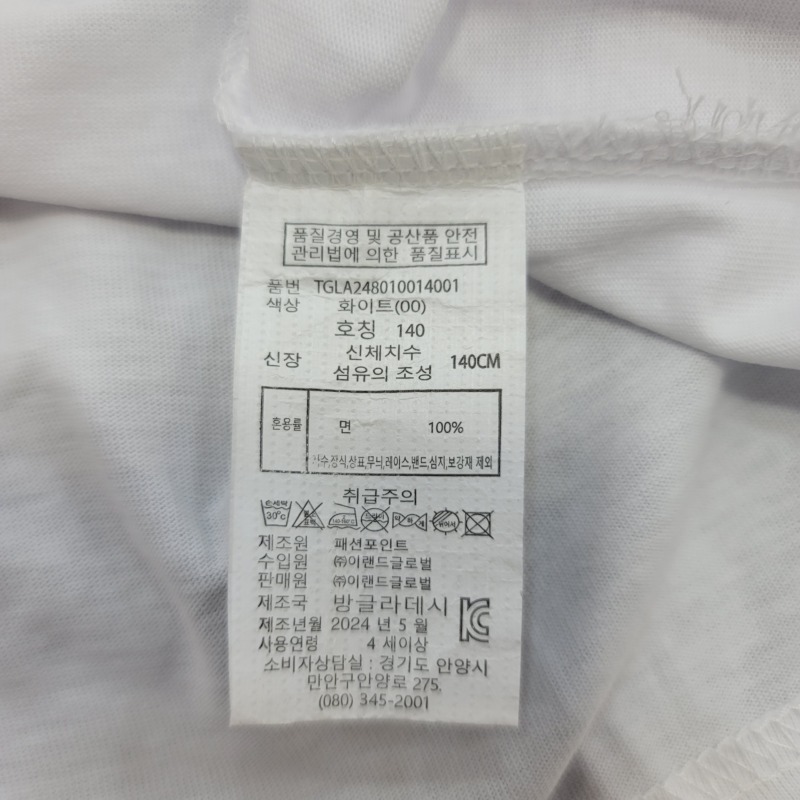 품질경영 및 공산품 안전
관리법에 의한 품질표시
품번 TGLA248010014001
색상 화이트(00)
호칭 140
신체치수
신장 140CM
섬유의 조성
혼용률 면 100%
자수,장식,상표,무늬,레이스,밴드,심지,보강재 제외
취급주의
손세탁
30℃
제조원 패션포인트
수입원 ㈜이랜드글로벌
판매원 ㈜이랜드글로벌
제조국 방글라데시
제조년월 2024 년 5 월
사용연령 4 세이상
소비자상담실 : 경기도 안양시
만안구안양로 275,
(080) 345-2001